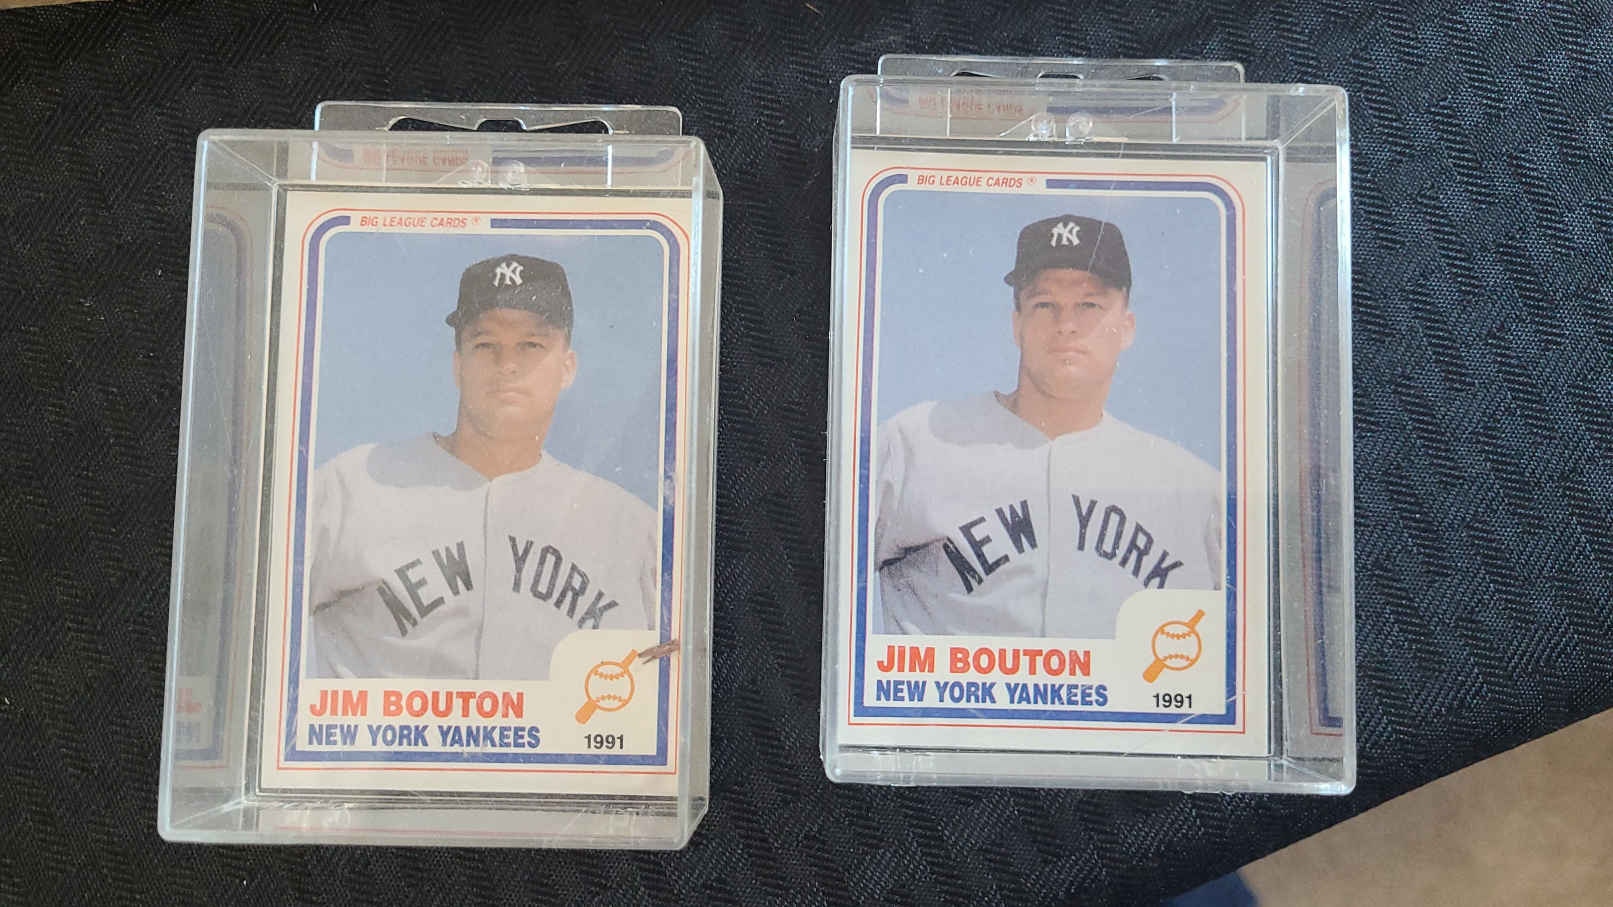 BIG LEAGUE CARDS ®
NY
NEW YORK
JIM BOUTON
NEW YORK YANKEES
1991
BIG LEAGUE CARDS ®
NY
NEW YORK
JIM BOUTON
NEW YORK YANKEES
1991